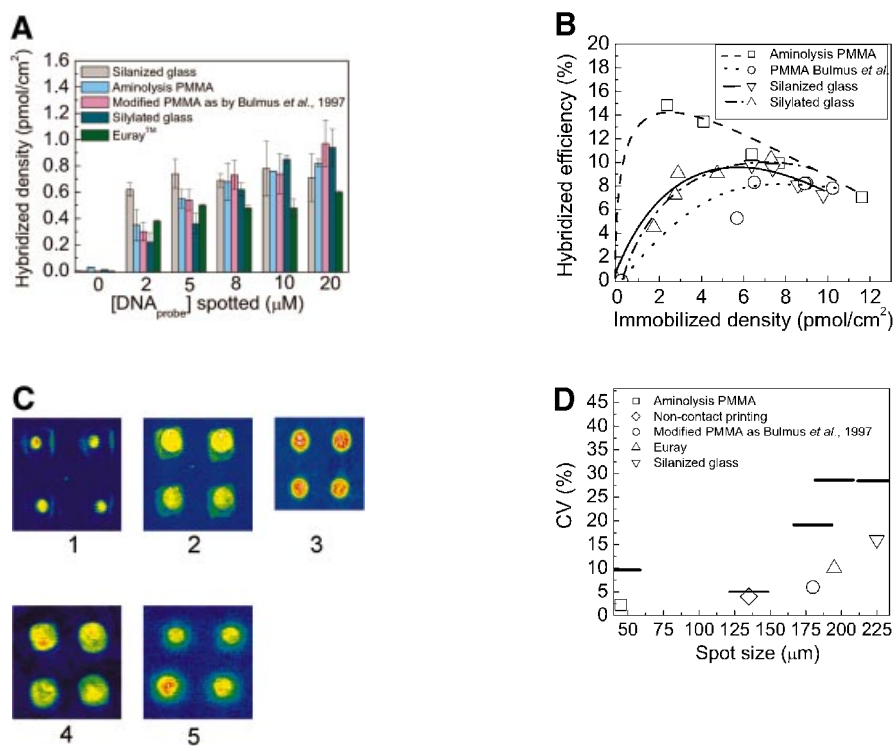 A
Hybridized density (pmol/cm2)
1.6
1.4
1.2
1.0
0.8
0.6
0.4
0.2
0.0
Silanized glass
Aminolysis PMMA
Modified PMMA as by Bulmus et al., 1997
Silylated glass
Euray™
0 2 5 8 10 20
[DNAprobe] spotted (μM)
B
Hybridized efficiency (%)
20
18
16
14
12
10
8
6
4
2
0
Aminolysis PMMA
PMMA Bulmus et al.
Silanized glass
Silylated glass
0 2 4 6 8 10 12
Immobilized density (pmol/cm2)
C
1 2 3
4 5
D
CV (%)
45
40
35
30
25
20
15
10
5
0
Aminolysis PMMA
Non-contact printing
Modified PMMA as Bulmus et al., 1997
Euray
Silanized glass
50 75 100 125 150 175 200 225
Spot size (μm)